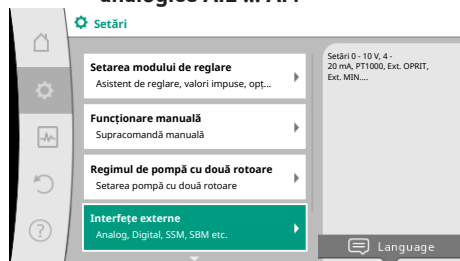 Setări
Setarea modului de reglare
Asistent de reglare, valori impuse, opț...
Funcționare manuală
Supracomandă manuală
Regimul de pompă cu două rotoare
Setarea pompă cu două rotoare
Interfețe externe
Analog, Digital, SSM, SBM etc.
Setări 0 - 10 V, 4 -
20 mA, PT1000, Ext. OPRIT,
Ext. MIN....
Language